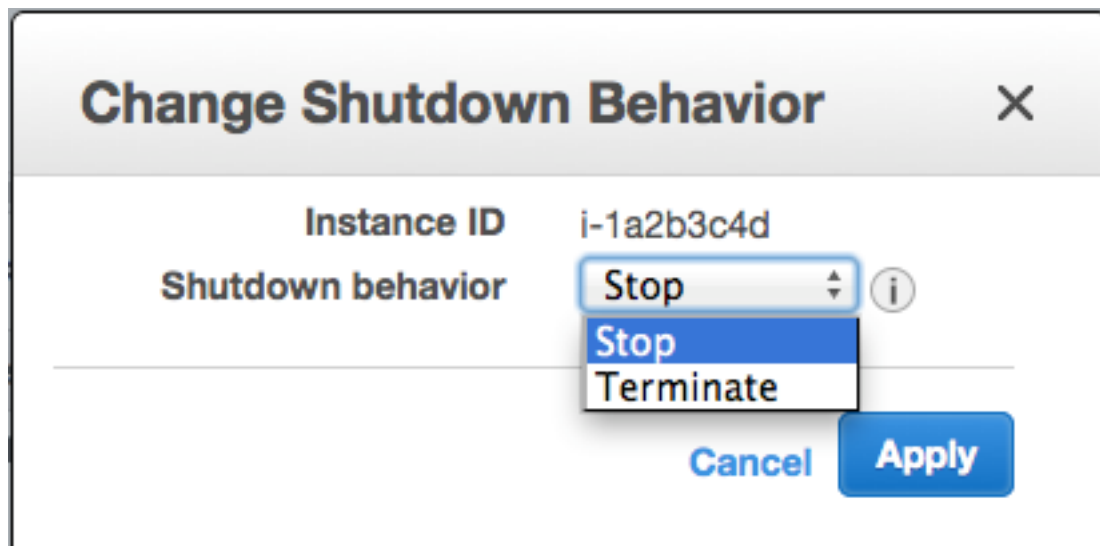 Change Shutdown Behavior
Instance ID i-1a2b3c4d
Shutdown behavior Stop i
Stop
Terminate
Cancel Apply